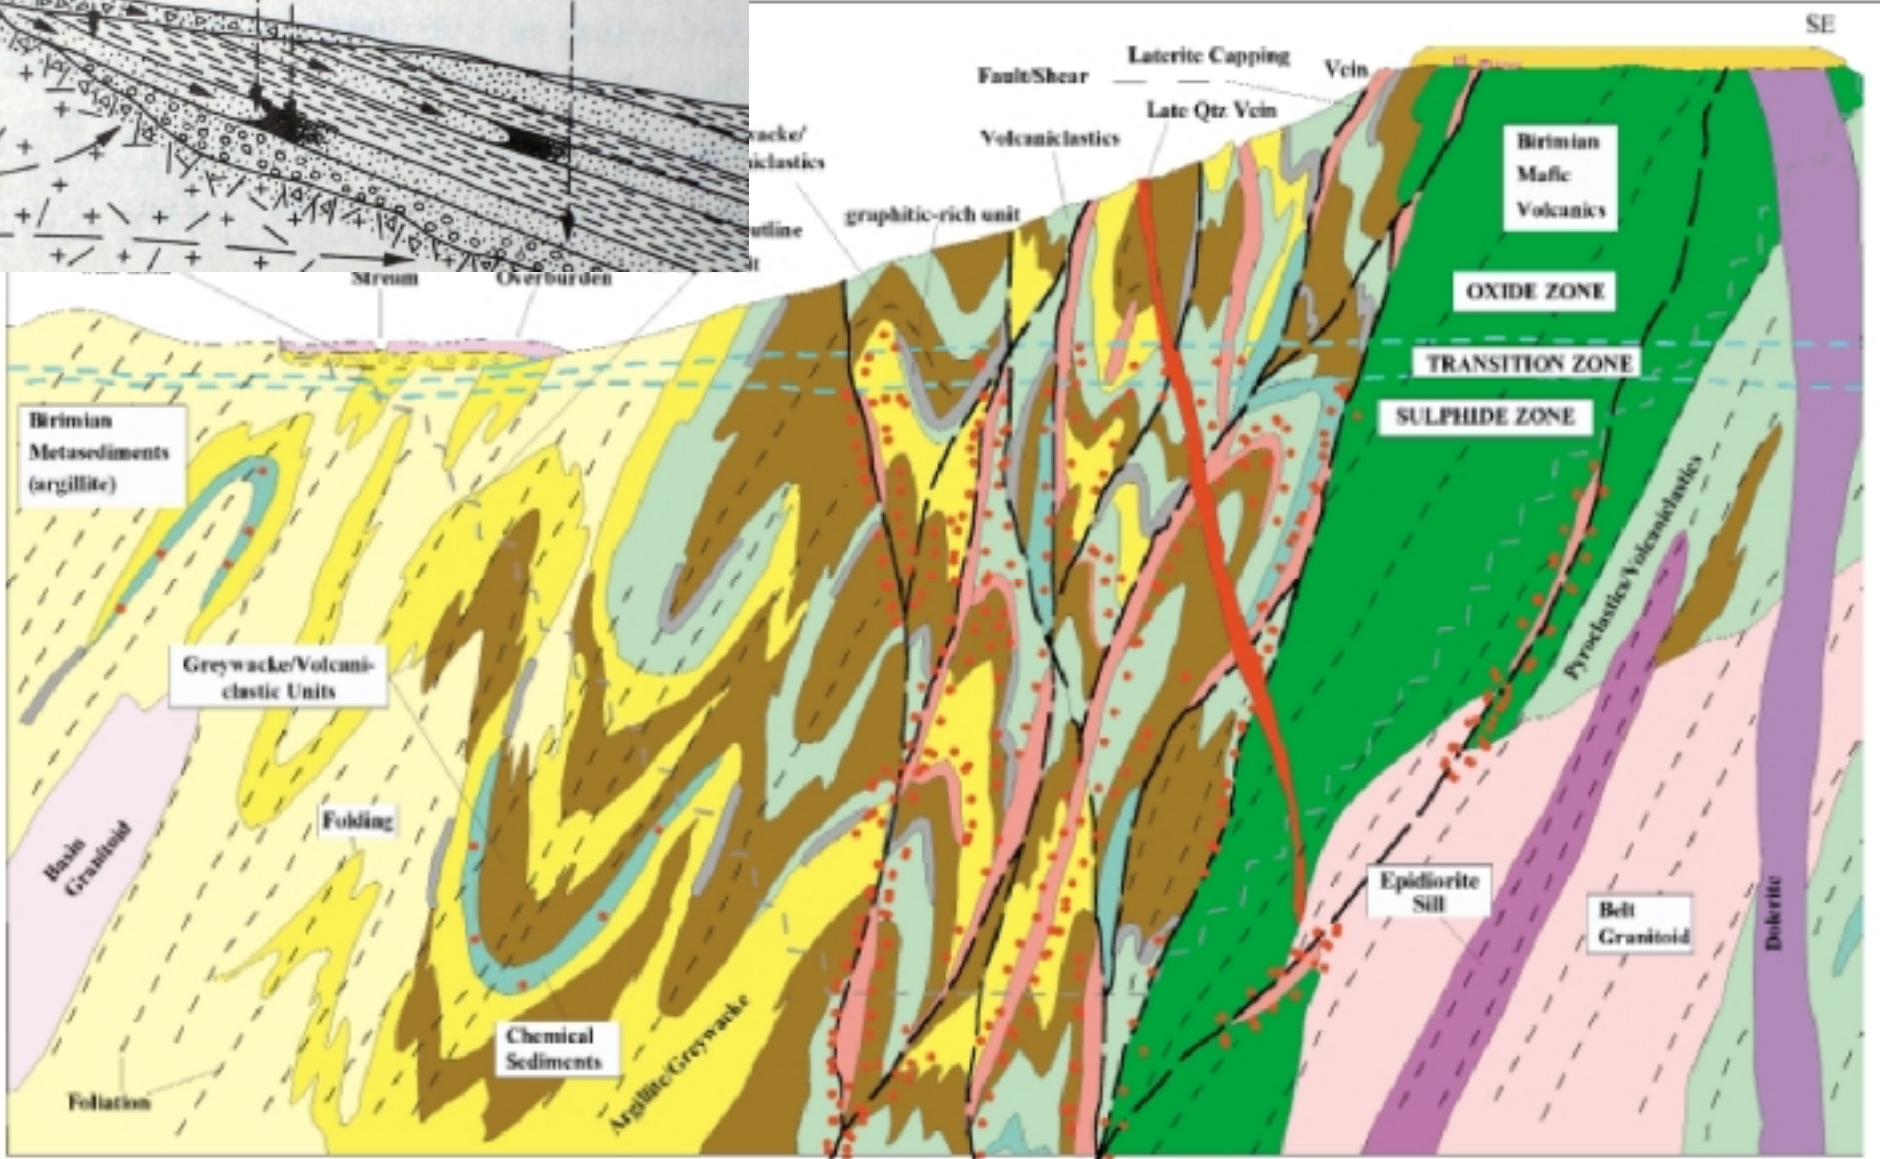 SE
Laterite Capping
Fault/Shear
Vein
Late Qtz Vein
Volcaniclastics
graphitic-rich unit
Birimian
Mafic
Volcanics
OXIDE ZONE
Stream
Overburden
TRANSITION ZONE
SULPHIDE ZONE
Birimian
Metasediments
(argillite)
Pyroclastics/Volcaniclastics
Greywacke/Volcani-
clastic Units
Folding
Basin
Granitoid
Epidiorite
Sill
Belt
Granitoid
Dolerite
Chemical
Sediments
Argillite/Greywacke
Foliation